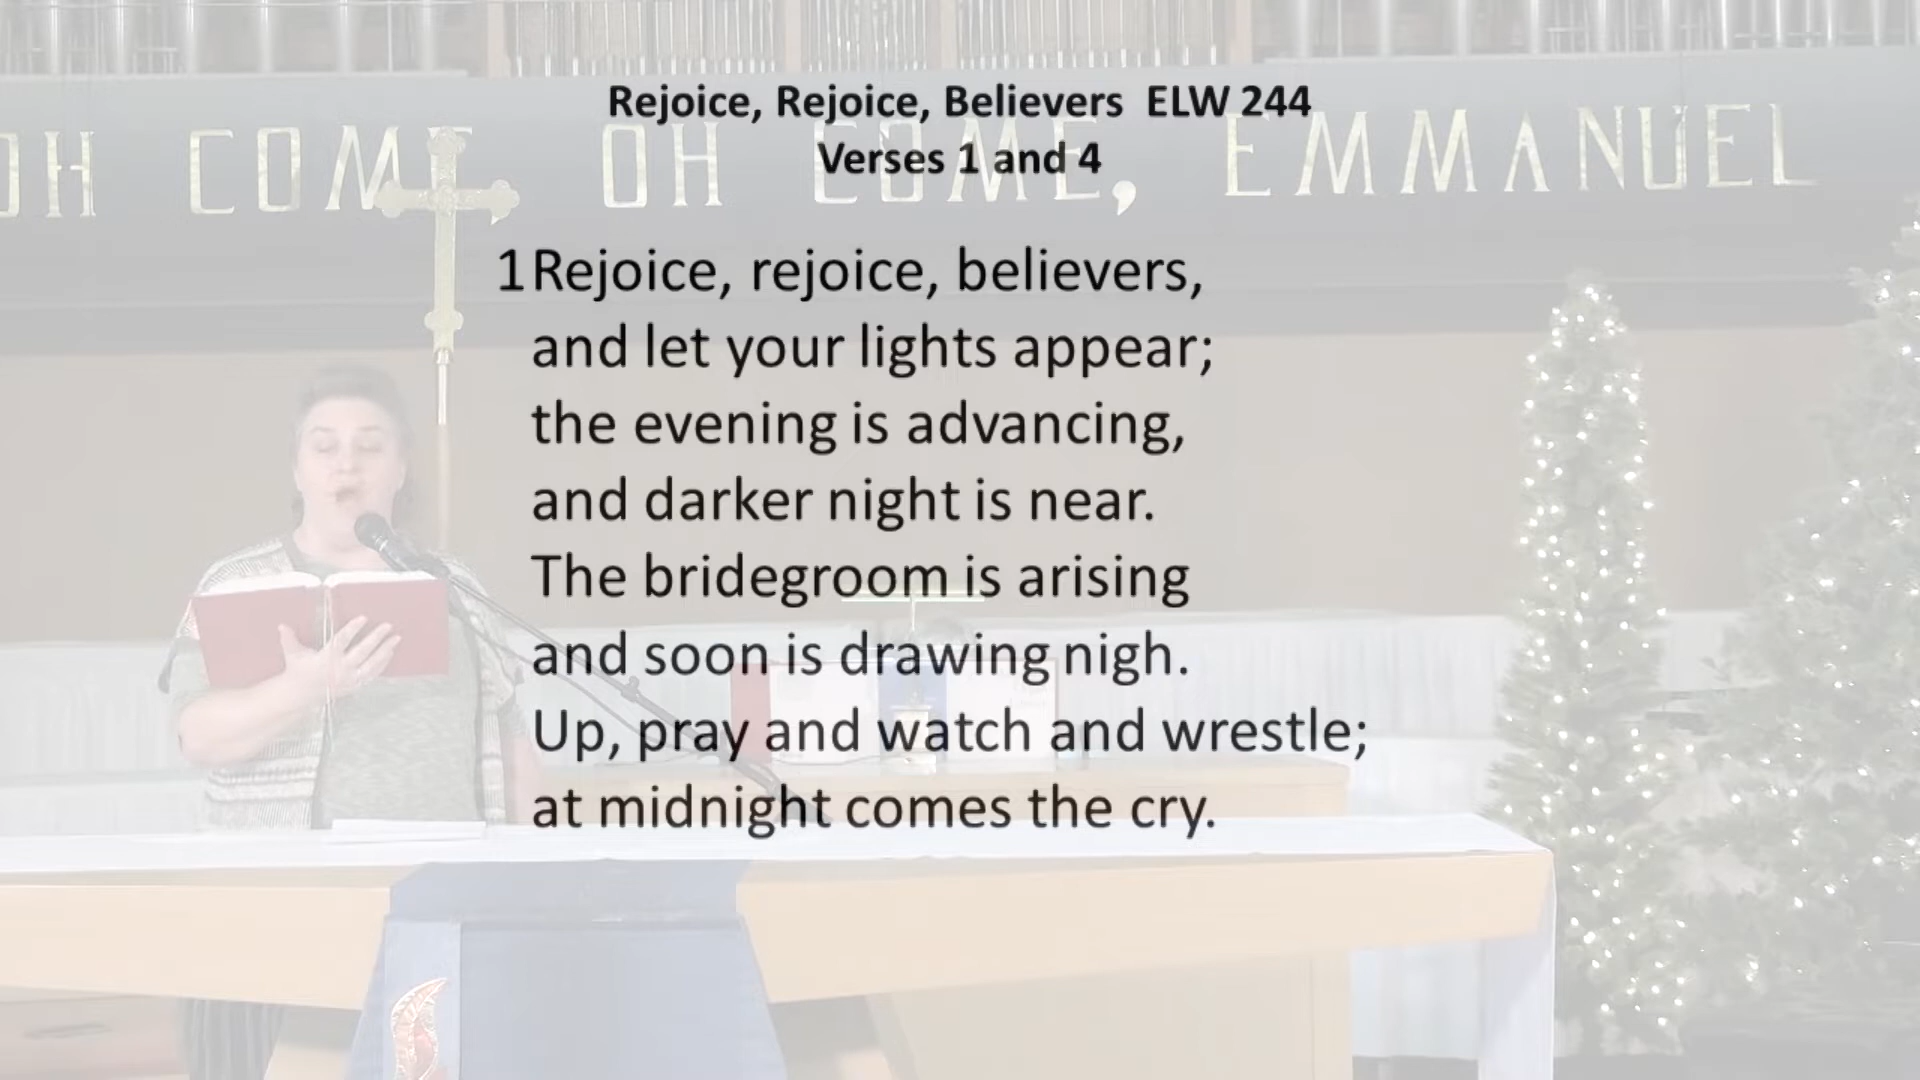 Rejoice, Rejoice, Believers ELW 244
Verses 1 and 4
OH COME OH COME, EMMANUEL
1 Rejoice, rejoice, believers,
and let your lights appear;
the evening is advancing,
and darker night is near.
The bridegroom is arising
and soon is drawing nigh.
Up, pray and watch and wrestle;
at midnight comes the cry.